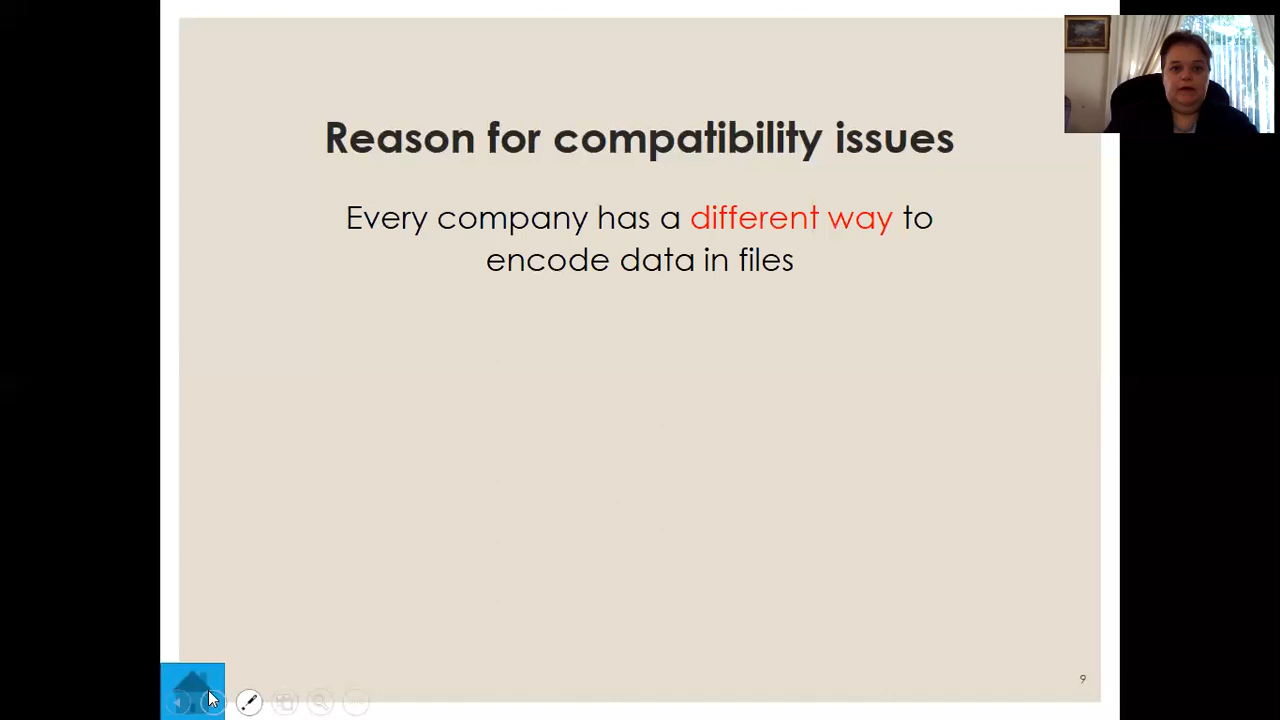 Reason for compatibility issues
Every company has a different way to
encode data in files
9